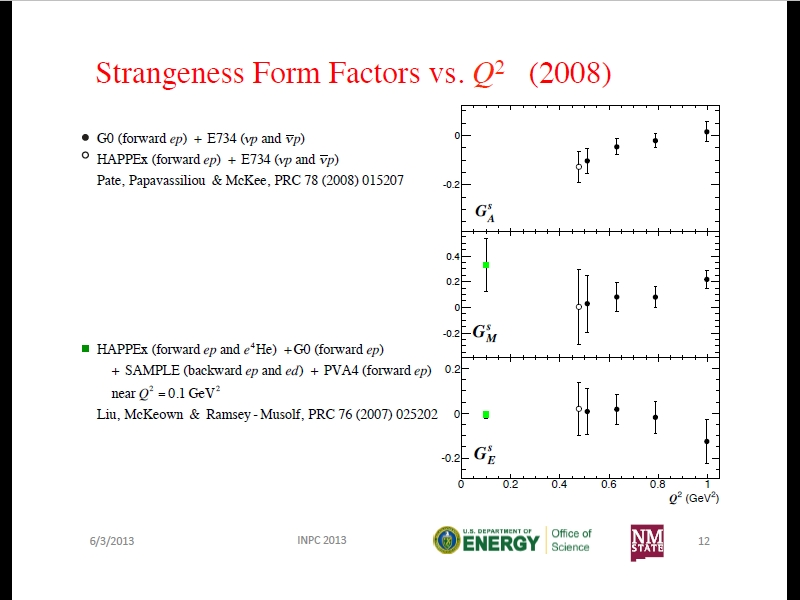 Strangeness Form Factors vs. Q² (2008)
● G0 (forward ep) + E734 (νp and ν̅p)
○ HAPPEx (forward ep) + E734 (νp and ν̅p)
Pate, Papavassiliou & McKee, PRC 78 (2008) 015207
■ HAPPEx (forward ep and e⁴He) +G0 (forward ep)
+ SAMPLE (backward ep and ed) + PVA4 (forward ep)
near Q² = 0.1 GeV²
Liu, McKeown & Ramsey-Musolf, PRC 76 (2007) 025202
0
-0.2
G^s_A
0.4
0.2
0
-0.2
G^s_M
0.2
0
-0.2
G^s_E
0 0.2 0.4 0.6 0.8 1
Q² (GeV²)
6/3/2013
INPC 2013
U.S. DEPARTMENT OF
ENERGY
Office of
Science
NM
STATE
12